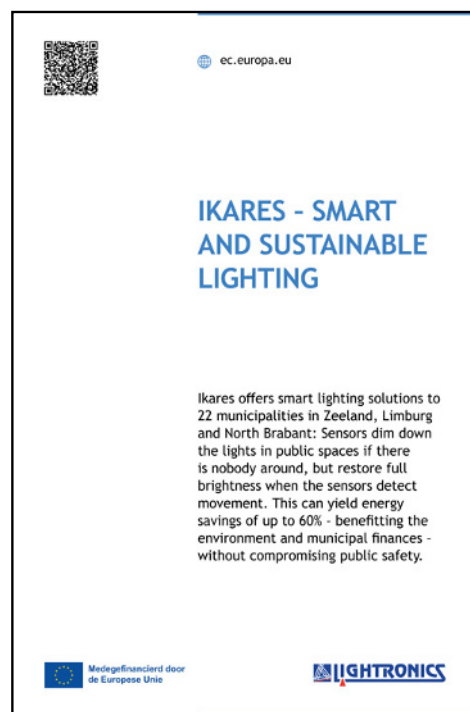 ec.europa.eu
IKARES - SMART
AND SUSTAINABLE
LIGHTING
Ikares offers smart lighting solutions to
22 municipalities in Zeeland, Limburg
and North Brabant: Sensors dim down
the lights in public spaces if there
is nobody around, but restore full
brightness when the sensors detect
movement. This can yield energy
savings of up to 60% - benefitting the
environment and municipal finances -
without compromising public safety.
Medegefinancierd door
de Europese Unie
LIGHTRONICS